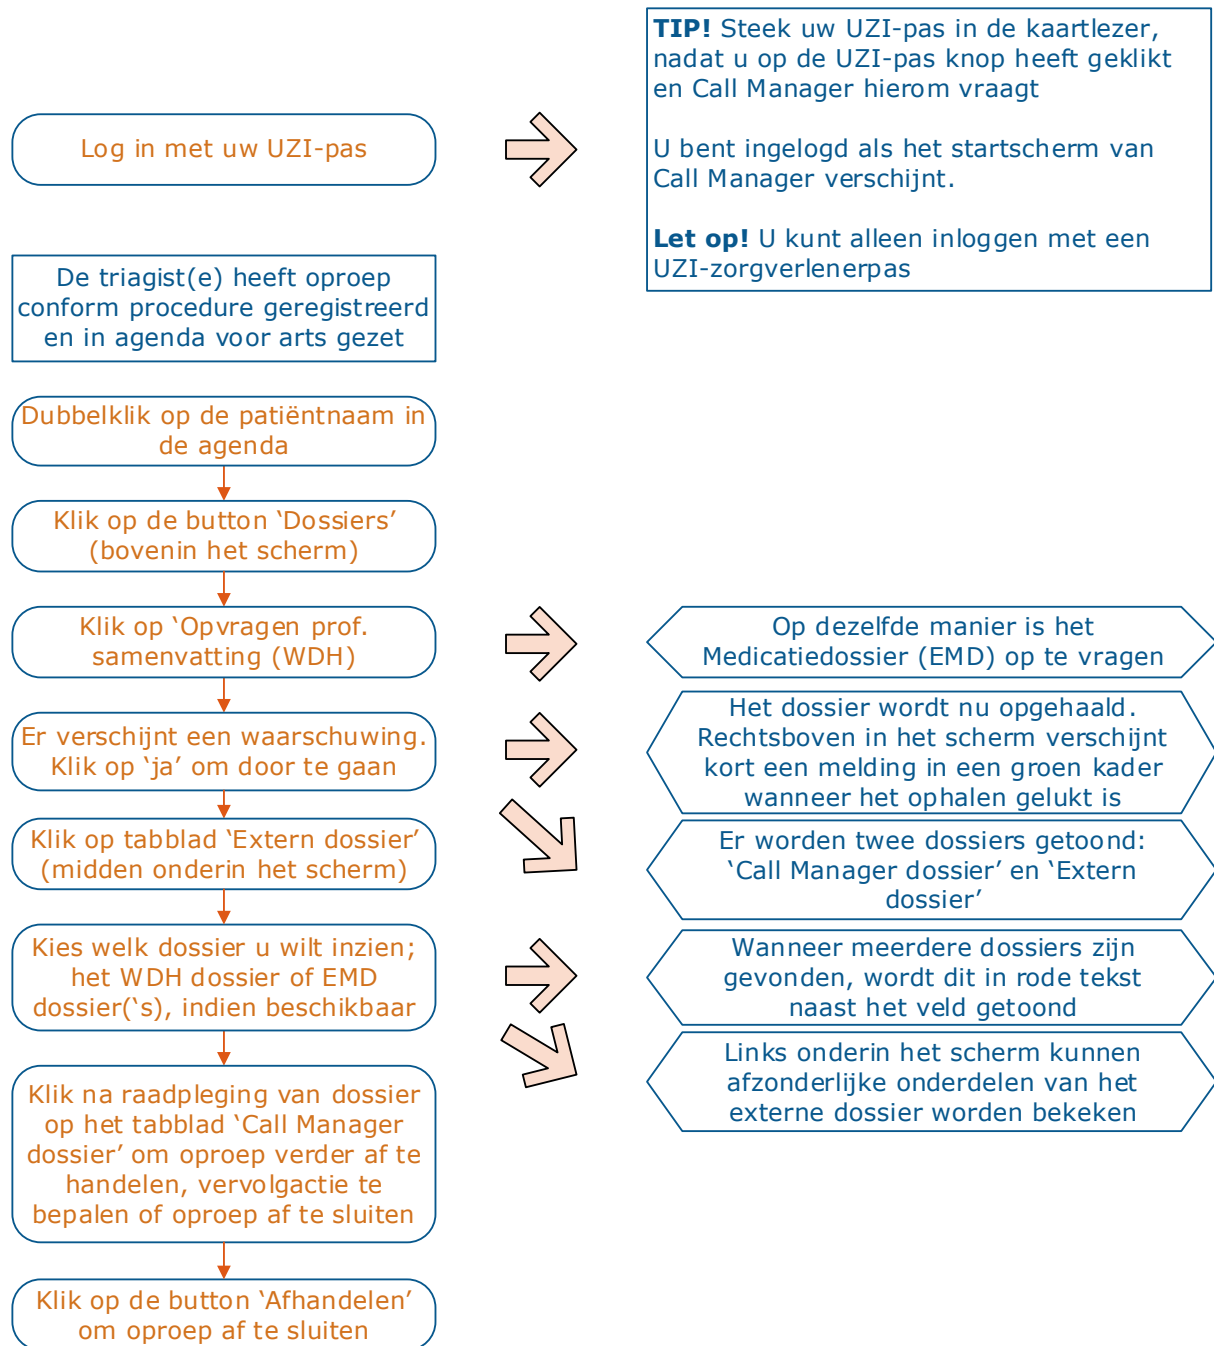 Log in met uw UZI-pas
TIP! Steek uw UZI-pas in de kaartlezer,
nadat u op de UZI-pas knop heeft geklikt
en Call Manager hierom vraagt
U bent ingelogd als het startscherm van
Call Manager verschijnt.
Let op! U kunt alleen inloggen met een
UZI-zorgverlenerpas
De triagist(e) heeft oproep
conform procedure geregistreerd
en in agenda voor arts gezet
Dubbelklik op de patiëntnaam in
de agenda
Klik op de button ‘Dossiers’
(bovenin het scherm)
Klik op ‘Opvragen prof.
samenvatting (WDH)
Op dezelfde manier is het
Medicatiedossier (EMD) op te vragen
Er verschijnt een waarschuwing.
Klik op ‘ja’ om door te gaan
Het dossier wordt nu opgehaald.
Rechtsboven in het scherm verschijnt
kort een melding in een groen kader
wanneer het ophalen gelukt is
Klik op tabblad ‘Extern dossier’
(midden onderin het scherm)
Er worden twee dossiers getoond:
‘Call Manager dossier’ en ‘Extern
dossier’
Kies welk dossier u wilt inzien;
het WDH dossier of EMD
dossier(‘s), indien beschikbaar
Wanneer meerdere dossiers zijn
gevonden, wordt dit in rode tekst
naast het veld getoond
Links onderin het scherm kunnen
afzonderlijke onderdelen van het
externe dossier worden bekeken
Klik na raadpleging van dossier
op het tabblad ‘Call Manager
dossier’ om oproep verder af te
handelen, vervolgactie te
bepalen of oproep af te sluiten
Klik op de button ‘Afhandelen’
om oproep af te sluiten